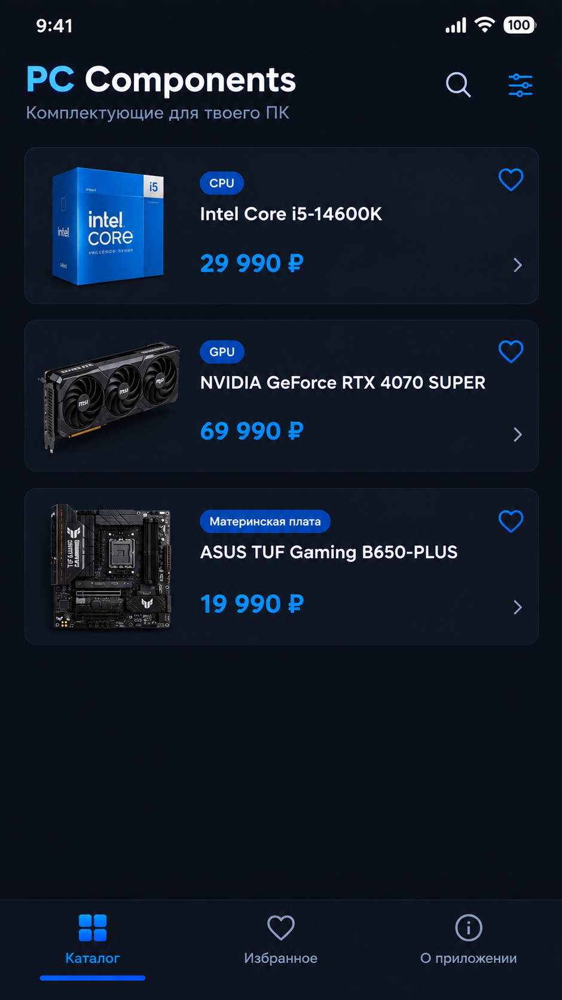 9:41
100
PC Components
Комплектующие для твоего ПК
i5
intel
CORE
intel
CPU
Intel Core i5-14600K
29 990 ₽
msi
msi
GPU
NVIDIA GeForce RTX 4070 SUPER
69 990 ₽
TUF GAMING
Материнская плата
ASUS TUF Gaming B650-PLUS
19 990 ₽
Каталог
Избранное
О приложении